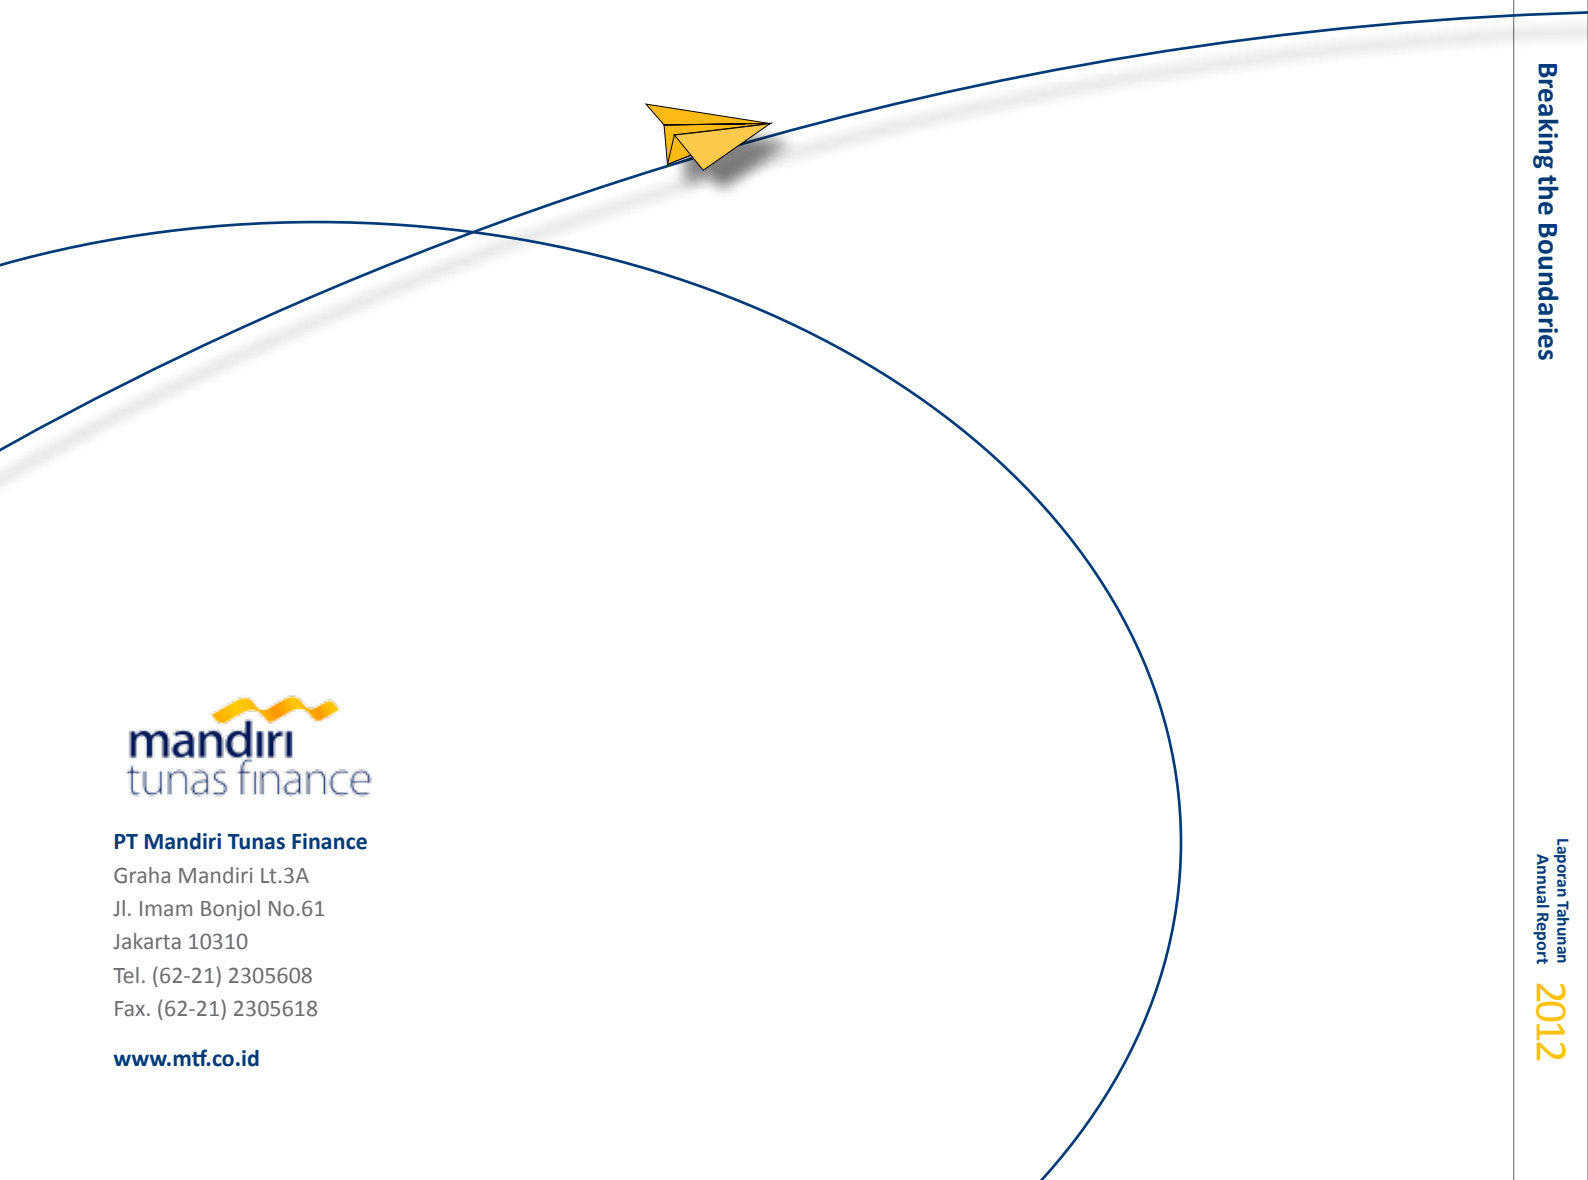 mandiri
tunas finance
PT Mandiri Tunas Finance
Graha Mandiri Lt.3A
Jl. Imam Bonjol No.61
Jakarta 10310
Tel. (62-21) 2305608
Fax. (62-21) 2305618
www.mtf.co.id
Breaking the Boundaries
Laporan Tahunan
Annual Report
2012